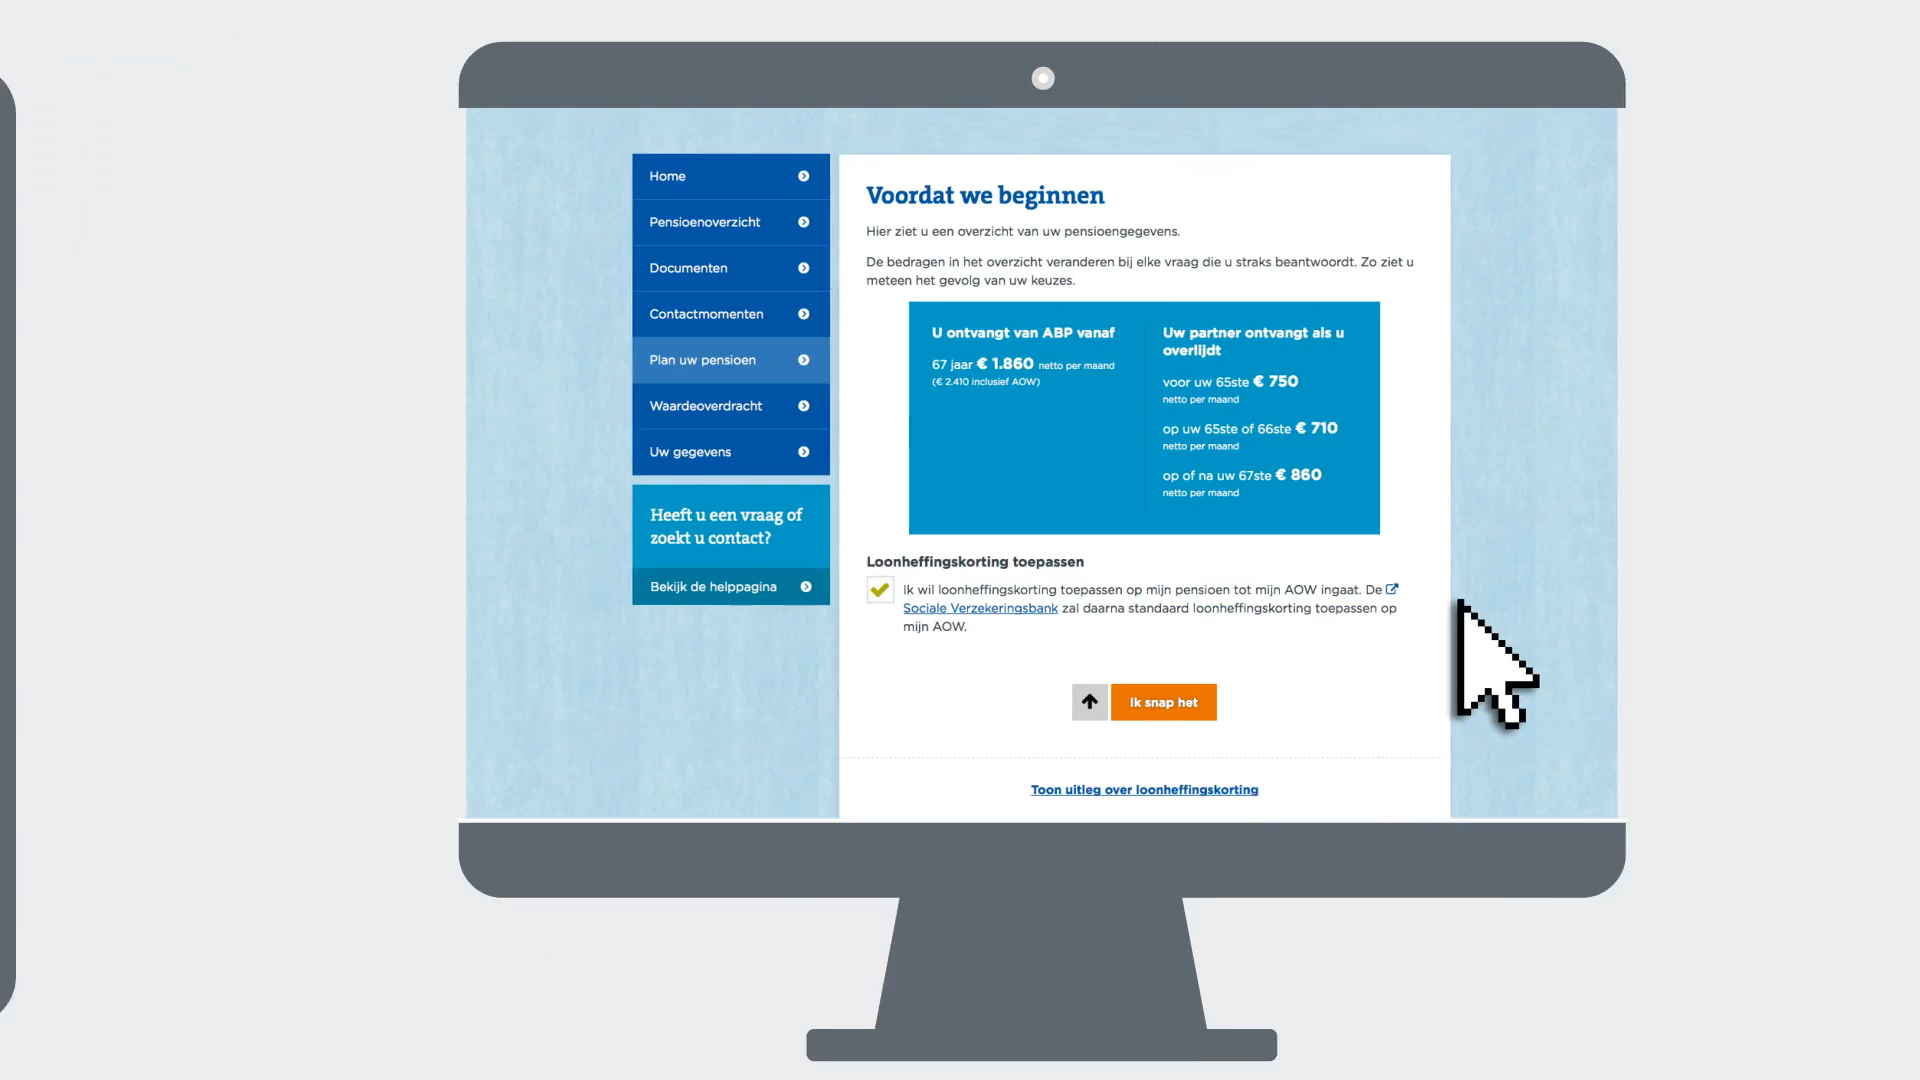 Home
Pensioenoverzicht
Documenten
Contactmomenten
Plan uw pensioen
Waardeoverdracht
Uw gegevens
Heeft u een vraag of
zoekt u contact?
Bekijk de helppagina
Voordat we beginnen
Hier ziet u een overzicht van uw pensioengegevens.
De bedragen in het overzicht veranderen bij elke vraag die u straks beantwoordt. Zo ziet u
meteen het gevolg van uw keuzes.
U ontvangt van ABP vanaf
67 jaar € 1.860 netto per maand
(€ 2.410 inclusief AOW)
Uw partner ontvangt als u
overlijdt
voor uw 65ste € 750
netto per maand
op uw 65ste of 66ste € 710
netto per maand
op of na uw 67ste € 860
netto per maand
Loonheffingskorting toepassen
Ik wil loonheffingskorting toepassen op mijn pensioen tot mijn AOW ingaat. De
Sociale Verzekeringsbank zal daarna standaard loonheffingskorting toepassen op
mijn AOW.
Ik snap het
Toon uitleg over loonheffingskorting